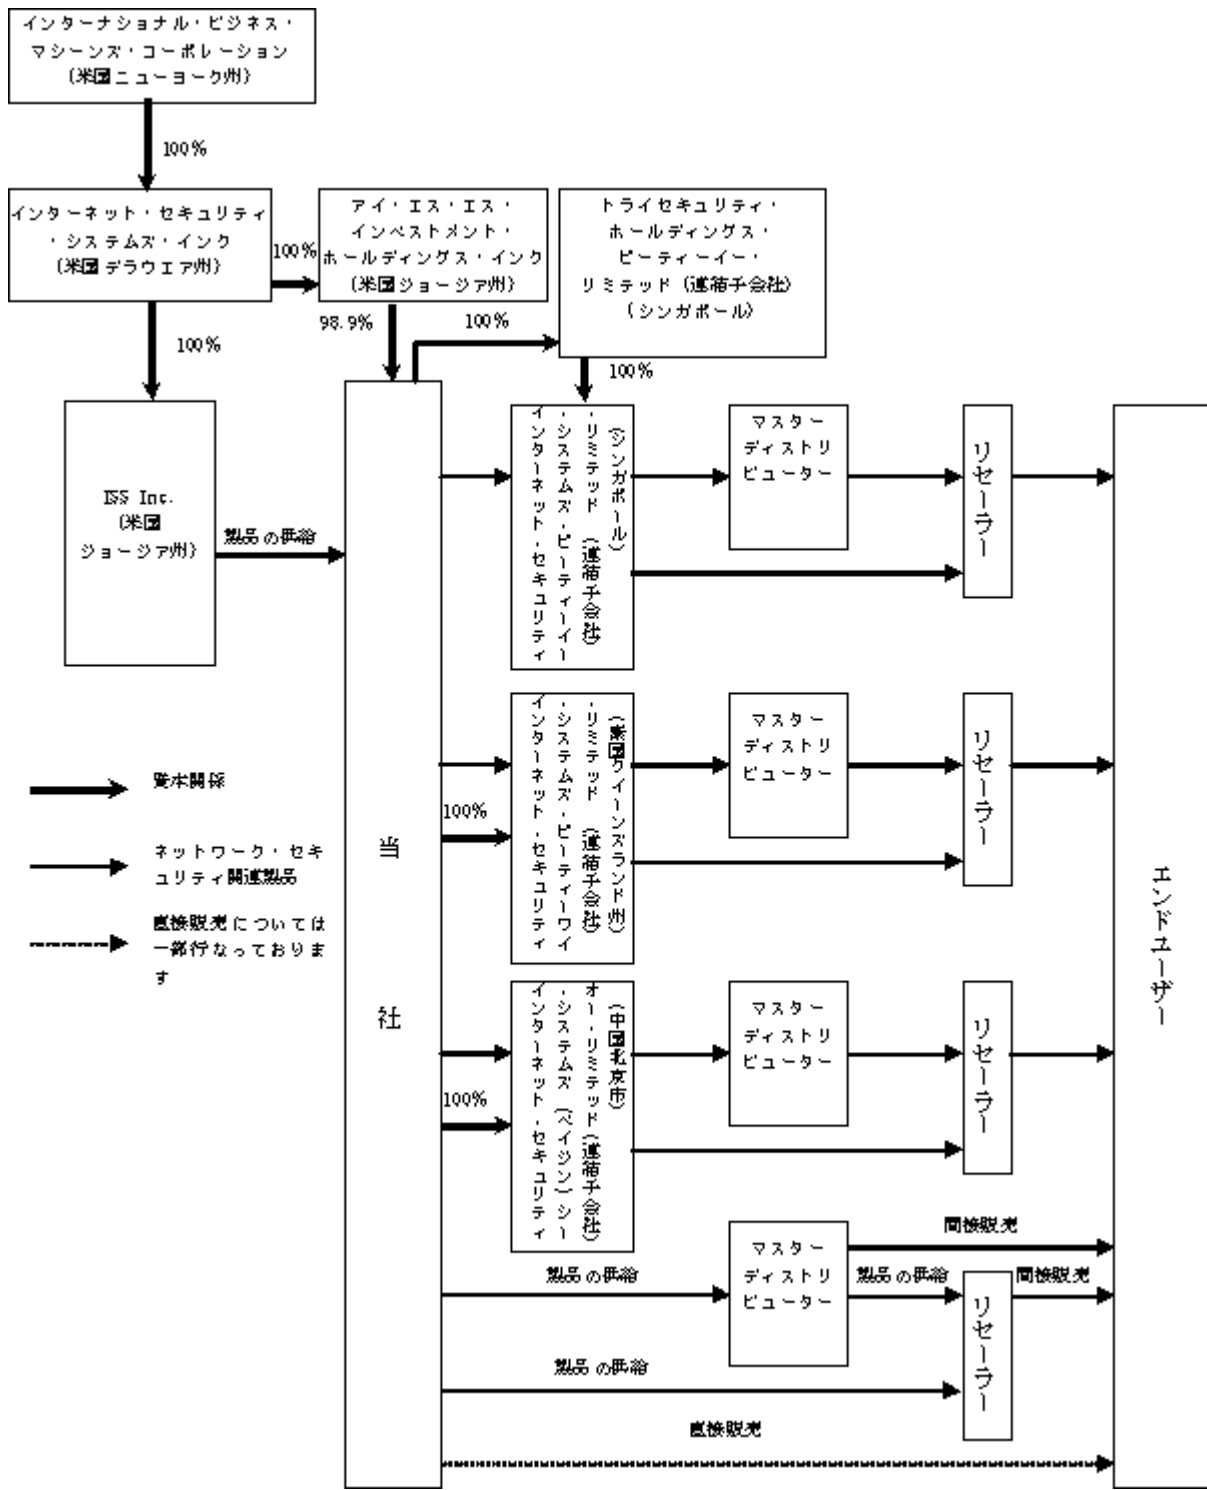 インターナショナル・ビジネス・
マシーンズ・コーポレーション
（米国ニューヨーク州）
100%
インターネット・セキュリティ
・システムズ・インク
（米国デラウエア州）
100%
アイ・エス・エス・
インベストメント・
ホールディングス・インク
（米国ジョージア州）
トライセキュリティ・
ホールディングス・
ピーティーイー・
リミテッド（連結子会社）
（シンガポール）
98.9%
100%
100%
100%
ISS Inc.
（米国
ジョージア州）
製品の供給
当社
インターネット・セキュリティ
・システムズ・ピーティーイー
・リミテッド（連結子会社）
（シンガポール）
マスター
ディストリ
ビューター
リセーラー
インターネット・セキュリティ
・システムズ・ピーティーワイ
・リミテッド（連結子会社）
（豪国クイーンズランド州）
マスター
ディストリ
ビューター
リセーラー
100%
資本関係
ネットワーク・セキ
ュリティ関連製品
直接販売については
一部行なっておりま
す
エンドユーザー
インターネット・セキュリティ
・システムズ（ベイジン）シー
オー・リミテッド（連結子会社）
（中国北京市）
マスター
ディストリ
ビューター
リセーラー
100%
マスター
ディストリ
ビューター
間接販売
製品の供給
製品の供給
間接販売
リセーラー
製品の供給
直接販売